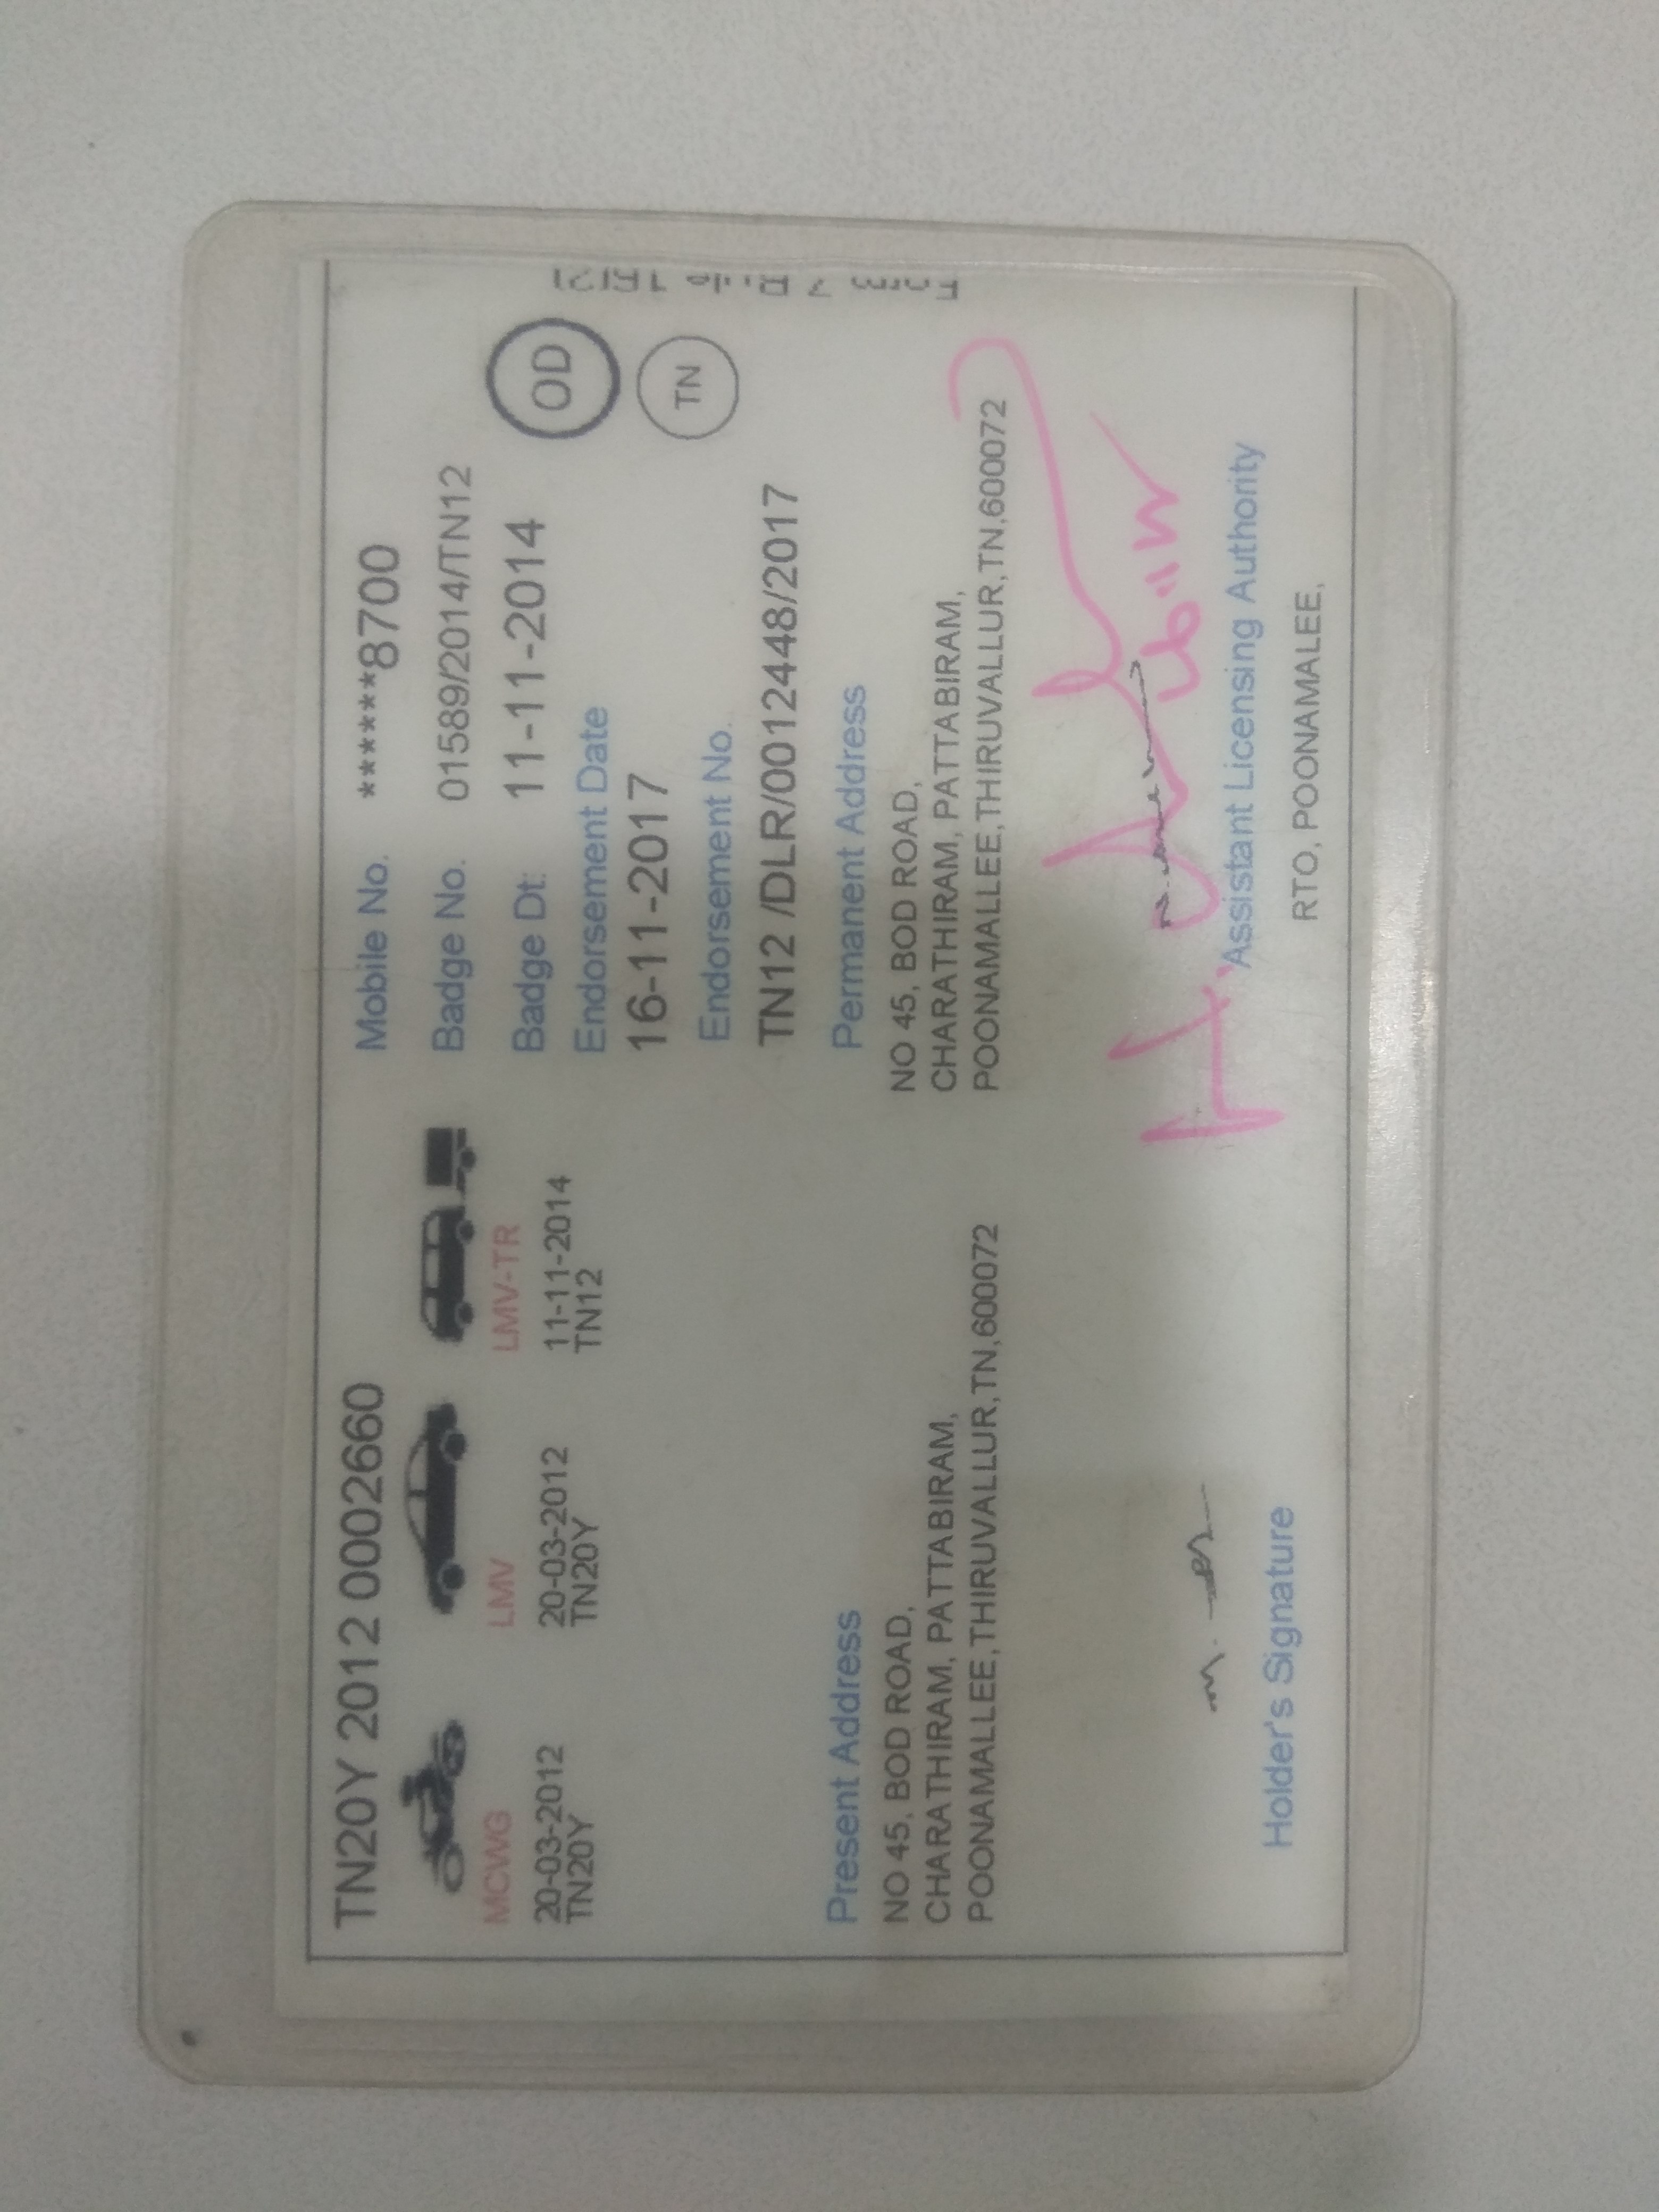 TN20Y 2012 0002660
MCWG
20-03-2012
TN20Y
LMV
20-03-2012
TN20Y
LMV-TR
11-11-2014
TN12
Mobile No. ******8700
Badge No. 01589/2014/TN12
Badge Dt: 11-11-2014
Endorsement Date
16-11-2017
Endorsement No.
TN12 /DLR/0012448/2017
OD
TN
Form 7 Rule 16(2)
Present Address
NO 45, BOD ROAD,
CHARATHIRAM, PATTABIRAM,
POONAMALLEE,THIRUVALLUR,TN,600072
Permanent Address
NO 45, BOD ROAD,
CHARATHIRAM, PATTABIRAM,
POONAMALLEE,THIRUVALLUR,TN,600072
Holder's Signature
Assistant Licensing Authority
RTO, POONAMALEE,